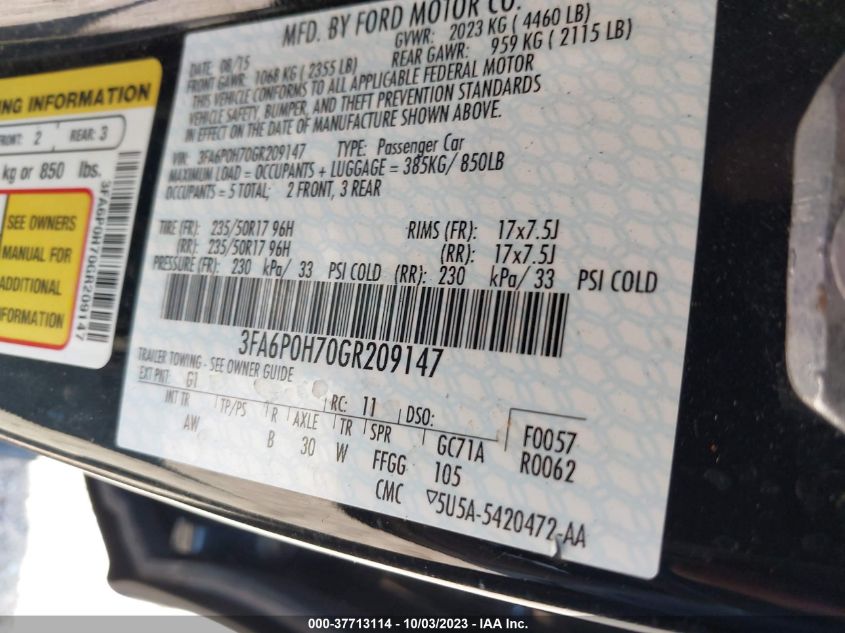 MFD. BY FORD MOTOR CO.
DATE: 08/15 GVWR: 2023 KG ( 4460 LB)
FRONT GAWR: 1068 KG ( 2355 LB) REAR GAWR: 959 KG ( 2115 LB)
THIS VEHICLE CONFORMS TO ALL APPLICABLE FEDERAL MOTOR
VEHICLE SAFETY, BUMPER, AND THEFT PREVENTION STANDARDS
IN EFFECT ON THE DATE OF MANUFACTURE SHOWN ABOVE.
VIN: 3FA6P0H70GR209147 TYPE: Passenger Car
MAXIMUM LOAD = OCCUPANTS + LUGGAGE = 385KG/ 850LB
OCCUPANTS = 5 TOTAL; 2 FRONT, 3 REAR
TIRE (FR): 235/50R17 96H RIMS (FR): 17x7.5J
(RR): 235/50R17 96H (RR): 17x7.5J
PRESSURE (FR): 230 kPa/ 33 PSI COLD (RR): 230 kPa/ 33 PSI COLD
3FA6P0H70GR209147
TRAILER TOWING - SEE OWNER GUIDE
EXT PNT: G1 RC: 11 DSO:
INT TR TP/PS R AXLE TR SPR GC71A F0057
AW B 30 W FFGG 105 R0062
CMC ▽5U5A-5420472-AA
NG INFORMATION
FRONT: 2 REAR: 3
kg or 850 lbs.
SEE OWNERS
MANUAL FOR
ADDITIONAL
INFORMATION
3FA6P0H70GR209147
000-37713114 - 10/03/2023 - IAA Inc.